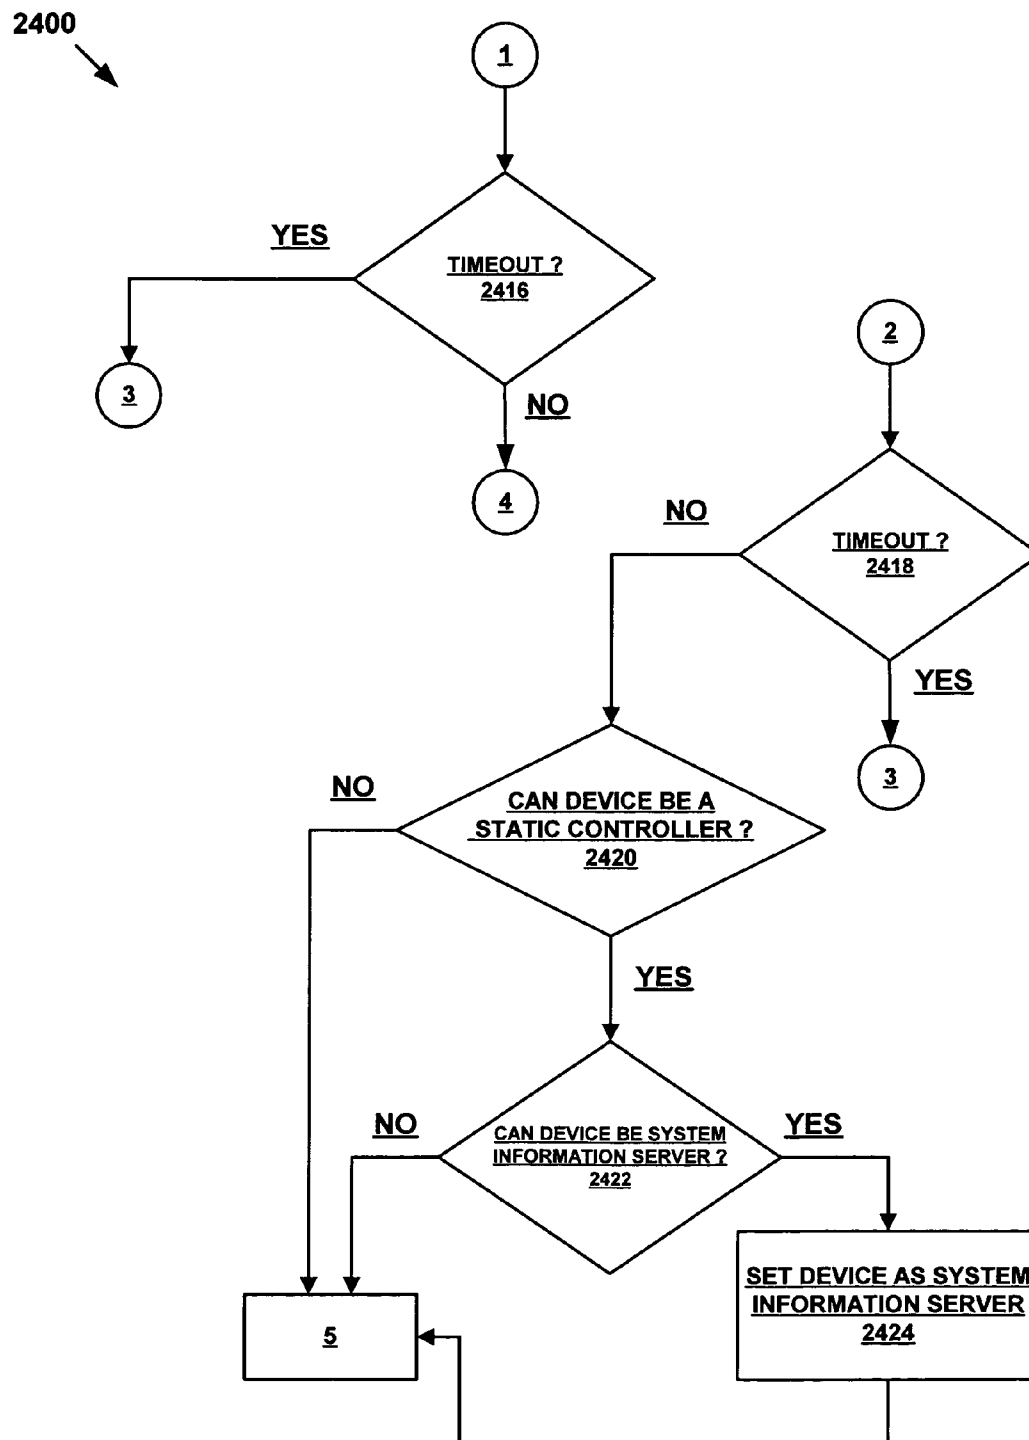 2400
1
YES
TIMEOUT ?
2416
3
NO
4
2
NO
TIMEOUT ?
2418
YES
3
NO
CAN DEVICE BE A
STATIC CONTROLLER ?
2420
YES
NO
CAN DEVICE BE SYSTEM
INFORMATION SERVER ?
2422
YES
SET DEVICE AS SYSTEM
INFORMATION SERVER
2424
5